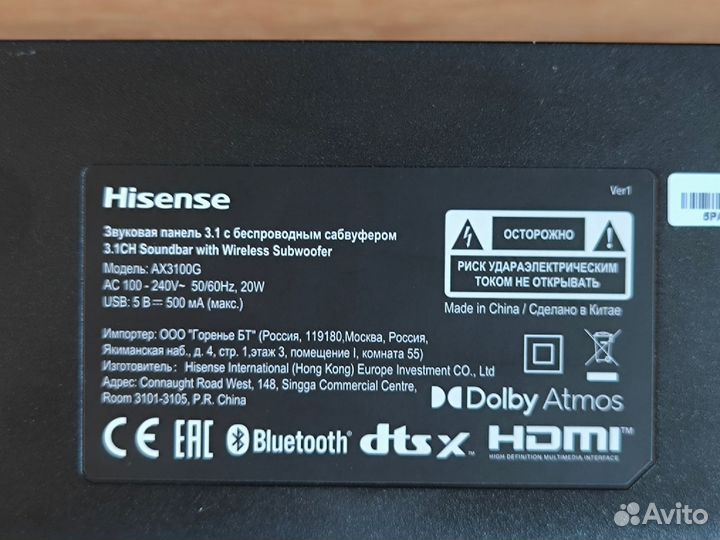 Hisense
Ver1
Звуковая панель 3.1 с беспроводным сабвуфером
3.1CH Soundbar with Wireless Subwoofer
Модель: AX3100G
AC 100 - 240V~ 50/60Hz, 20W
USB: 5 В⎓ 500 мА (макс.)
ОСТОРОЖНО
РИСК УДАРАЭЛЕКТРИЧЕСКИМ
ТОКОМ НЕ ОТКРЫВАТЬ
Made in China / Сделано в Китае
Импортер: ООО "Горенье БТ" (Россия, 119180,Москва, Россия,
Якиманская наб., д. 4, стр. 1,этаж 3, помещение I, комната 55)
Изготовитель: Hisense International (Hong Kong) Europe Investment CO., Ltd
Адрес: Connaught Road West, 148, Singga Commercial Centre,
Room 3101-3105, P.R. China
Dolby Atmos
CE EAC Bluetooth® dts x™ HDMI™
HIGH DEFINITION MULTIMEDIA INTERFACE
Avito